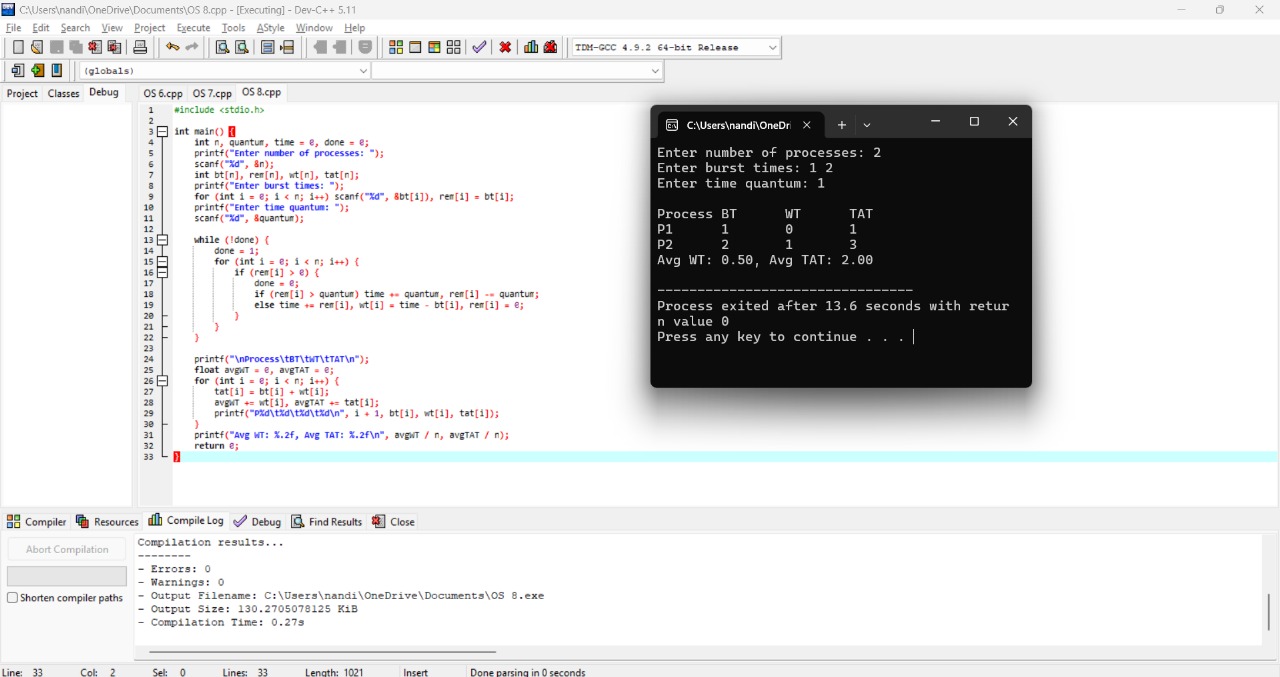 C:\Users\nandi\OneDrive\Documents\OS 8.cpp - [Executing] - Dev-C++ 5.11
File Edit Search View Project Execute Tools AStyle Window Help
TDM-GCC 4.9.2 64-bit Release
(globals)
Project Classes Debug OS 6.cpp OS 7.cpp OS 8.cpp
1 #include <stdio.h>
2
3 int main() {
4 int n, quantum, time = 0, done = 0;
5 printf("Enter number of processes: ");
6 scanf("%d", &n);
7 int bt[n], rem[n], wt[n], tat[n];
8 printf("Enter burst times: ");
9 for (int i = 0; i < n; i++) scanf("%d", &bt[i]), rem[i] = bt[i];
10 printf("Enter time quantum: ");
11 scanf("%d", &quantum);
12
13 while (!done) {
14 done = 1;
15 for (int i = 0; i < n; i++) {
16 if (rem[i] > 0) {
17 done = 0;
18 if (rem[i] > quantum) time += quantum, rem[i] -= quantum;
19 else time += rem[i], wt[i] = time - bt[i], rem[i] = 0;
20 }
21 }
22 }
23
24 printf("\nProcess\tBT\tWT\tTAT\n");
25 float avgWT = 0, avgTAT = 0;
26 for (int i = 0; i < n; i++) {
27 tat[i] = bt[i] + wt[i];
28 avgWT += wt[i], avgTAT += tat[i];
29 printf("P%d\t%d\t%d\t%d\n", i + 1, bt[i], wt[i], tat[i]);
30 }
31 printf("Avg WT: %.2f, Avg TAT: %.2f\n", avgWT / n, avgTAT / n);
32 return 0;
33 }
C:\Users\nandi\OneDri
Enter number of processes: 2
Enter burst times: 1 2
Enter time quantum: 1
Process BT WT TAT
P1 1 0 1
P2 2 1 3
Avg WT: 0.50, Avg TAT: 2.00
--------------------------------
Process exited after 13.6 seconds with retur
n value 0
Press any key to continue . . .
Compiler Resources Compile Log Debug Find Results Close
Abort Compilation
Shorten compiler paths
Compilation results...
--------
- Errors: 0
- Warnings: 0
- Output Filename: C:\Users\nandi\OneDrive\Documents\OS 8.exe
- Output Size: 130.2705078125 KiB
- Compilation Time: 0.27s
Line: 33 Col: 2 Sel: 0 Lines: 33 Length: 1021 Insert Done parsing in 0 seconds